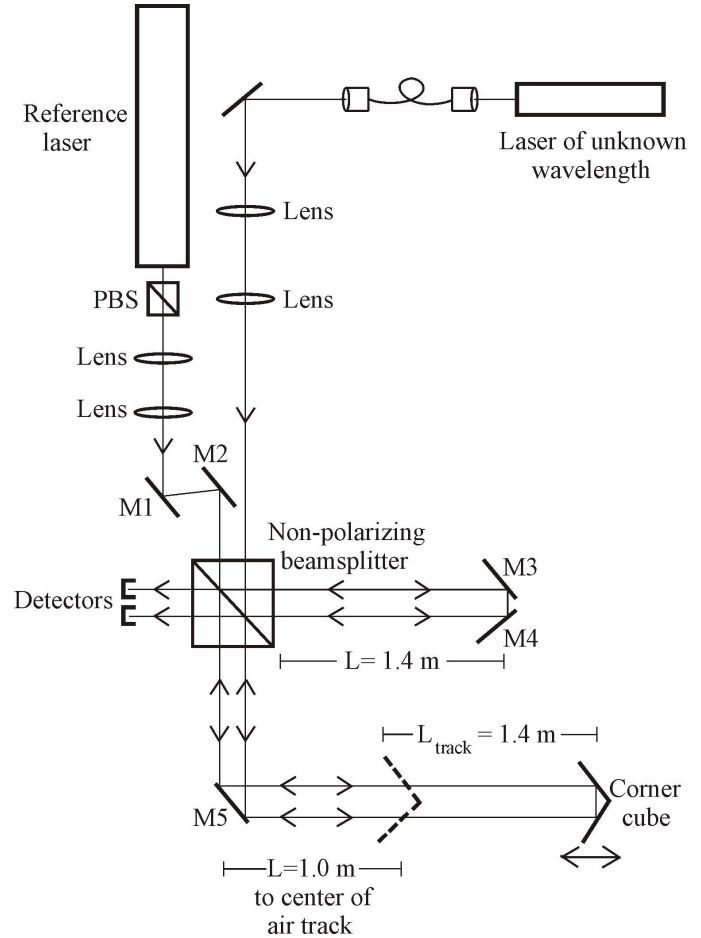 Reference
laser
Laser of unknown
wavelength
Lens
PBS
Lens
Lens
Lens
M2
M1
Non-polarizing
beamsplitter
M3
Detectors
M4
L= 1.4 m
L track = 1.4 m
M5
Corner
cube
L=1.0 m
to center of
air track